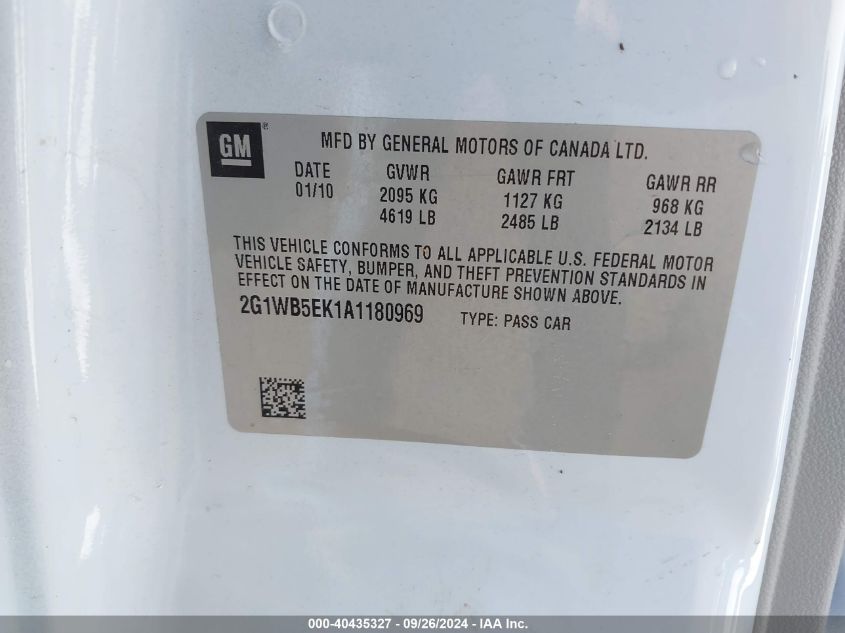 GM®
MFD BY GENERAL MOTORS OF CANADA LTD.
DATE GVWR GAWR FRT GAWR RR
01/10 2095 KG 1127 KG 968 KG
4619 LB 2485 LB 2134 LB
THIS VEHICLE CONFORMS TO ALL APPLICABLE U.S. FEDERAL MOTOR
VEHICLE SAFETY, BUMPER, AND THEFT PREVENTION STANDARDS IN
EFFECT ON THE DATE OF MANUFACTURE SHOWN ABOVE.
2G1WB5EK1A1180969 TYPE: PASS CAR
000-40435327 - 09/26/2024 - IAA Inc.